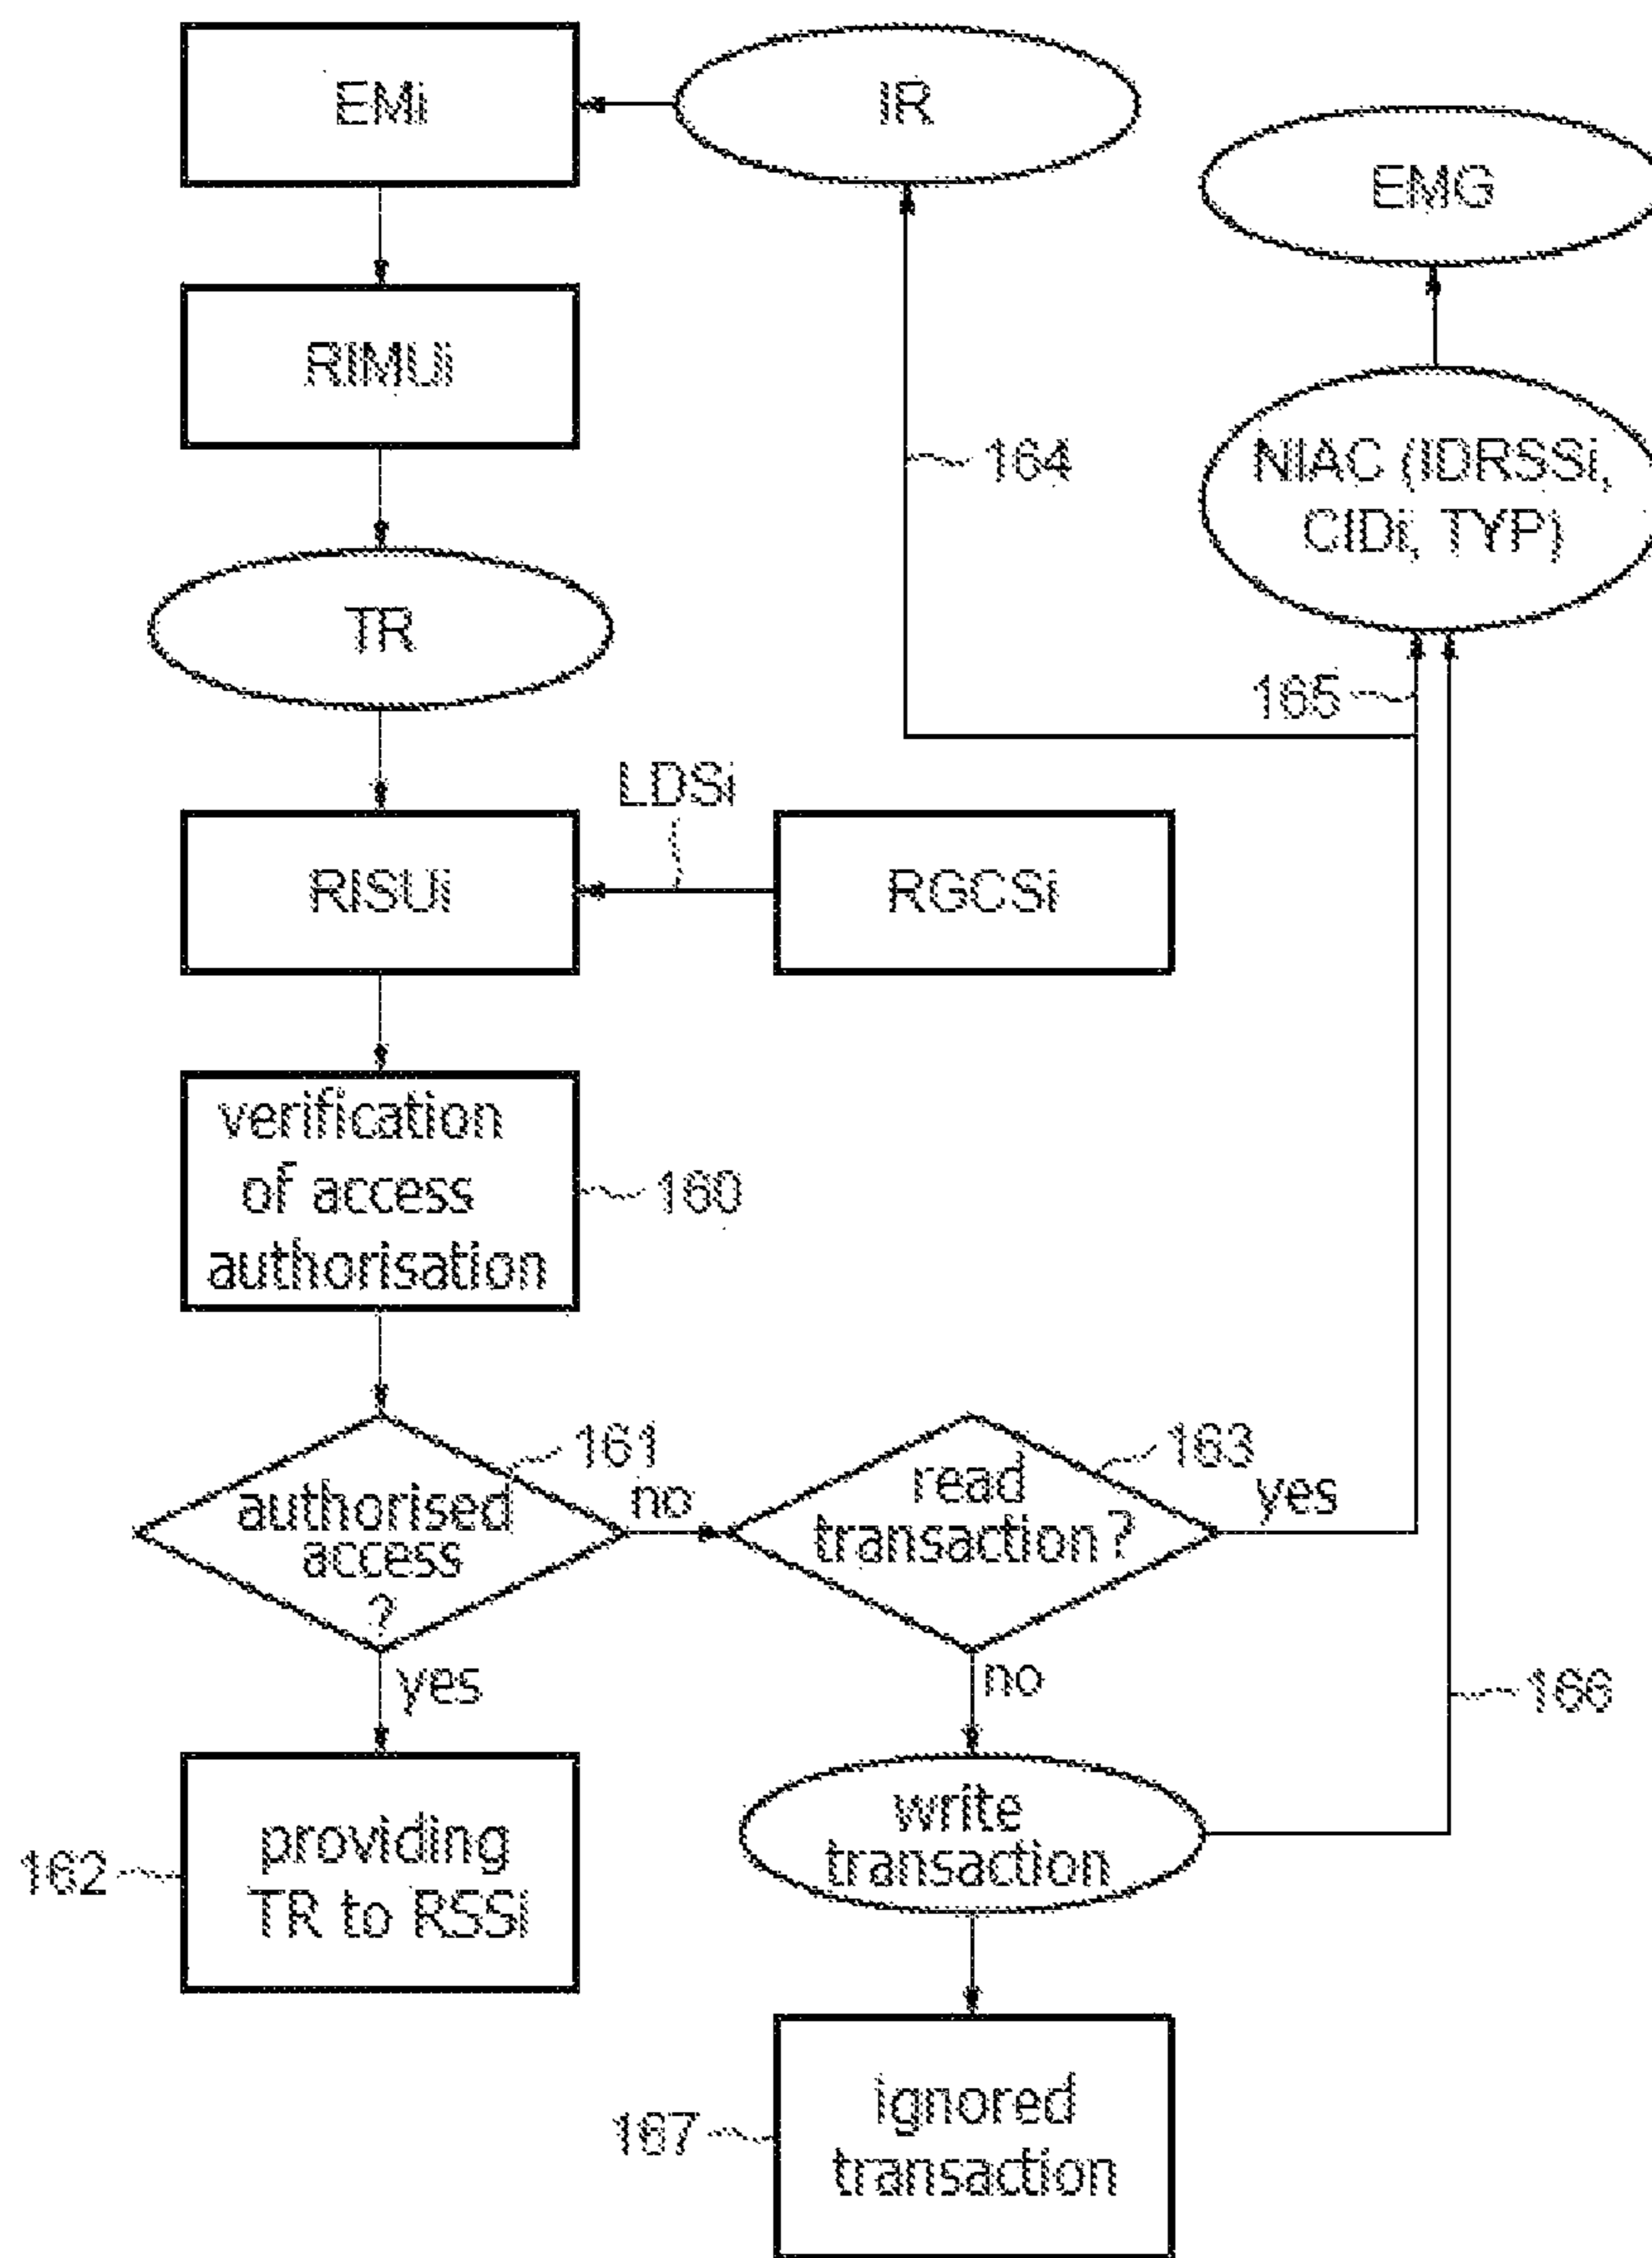 EMi
IR
EMG
RIMUi
164
NIAC (IDRSSi,
CIDi, TYP)
TR
165
LDSi
RISUi
RGCSi
verification
of access
authorisation
160
161
authorised
access
?
no
163
read
transaction?
yes
yes
no
166
162
providing
TR to RSSi
write
transaction
167
ignored
transaction